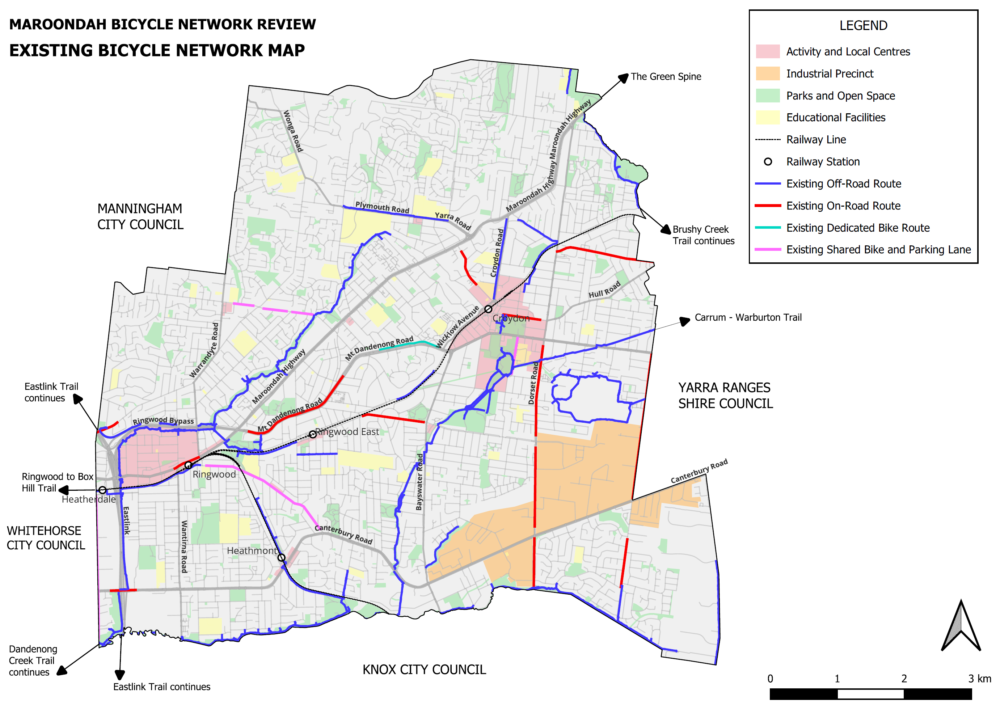 MAROONDAH BICYCLE NETWORK REVIEW
EXISTING BICYCLE NETWORK MAP
LEGEND
Activity and Local Centres
Industrial Precinct
Parks and Open Space
Educational Facilities
Railway Line
Railway Station
Existing Off-Road Route
Existing On-Road Route
Existing Dedicated Bike Route
Existing Shared Bike and Parking Lane
The Green Spine
Maroondah Highway
Maroondah Highway
Wonga Road
MANNINGHAM
CITY COUNCIL
Plymouth Road
Yarra Road
Croydon Road
Brushy Creek
Trail continues
Hull Road
Wicklow Avenue
Croydon
Carrum - Warburton Trail
Warrandyte Road
Mt Dandenong Road
Maroondah Highway
Dorset Road
Eastlink Trail
continues
YARRA RANGES
SHIRE COUNCIL
Mt Dandenong Road
Ringwood Bypass
Ringwood East
Ringwood to Box
Hill Trail
Ringwood
Heatherdale
Bayswater Road
Canterbury Road
Eastlink
WHITEHORSE
CITY COUNCIL
Wantirna Road
Canterbury Road
Heathmont
Dandenong
Creek Trail
continues
KNOX CITY COUNCIL
Eastlink Trail continues
0 1 2 3 km